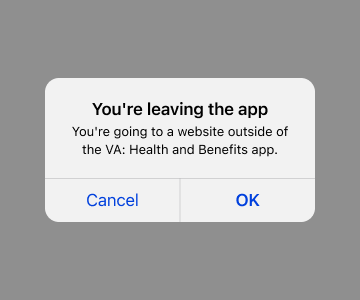 You're leaving the app
You're going to a website outside of
the VA: Health and Benefits app.
Cancel
OK